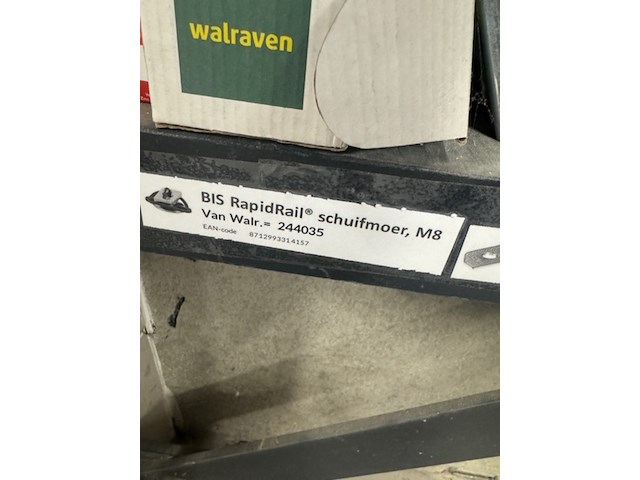 walraven
BIS RapidRail® schuifmoer, M8
Van Walr.= 244035
EAN-code 8712993314157